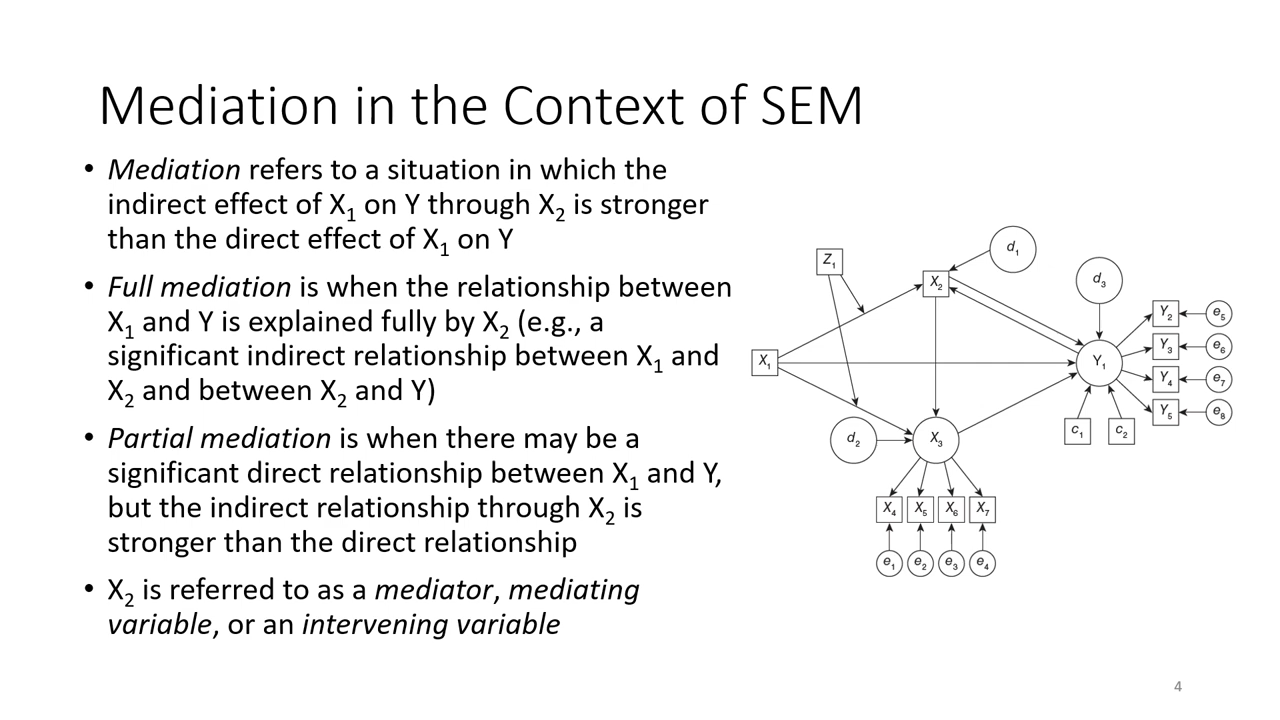 Mediation in the Context of SEM
• Mediation refers to a situation in which the
indirect effect of X₁ on Y through X₂ is stronger
than the direct effect of X₁ on Y
• Full mediation is when the relationship between
X₁ and Y is explained fully by X₂ (e.g., a
significant indirect relationship between X₁ and
X₂ and between X₂ and Y)
• Partial mediation is when there may be a
significant direct relationship between X₁ and Y,
but the indirect relationship through X₂ is
stronger than the direct relationship
• X₂ is referred to as a mediator, mediating
variable, or an intervening variable
d₁
Z₁
X₂
d₃
Y₂ e₅
Y₃ e₆
X₁
Y₁
Y₄ e₇
Y₅ e₈
c₁ c₂
d₂
X₃
X₄ X₅ X₆ X₇
e₁ e₂ e₃ e₄
4